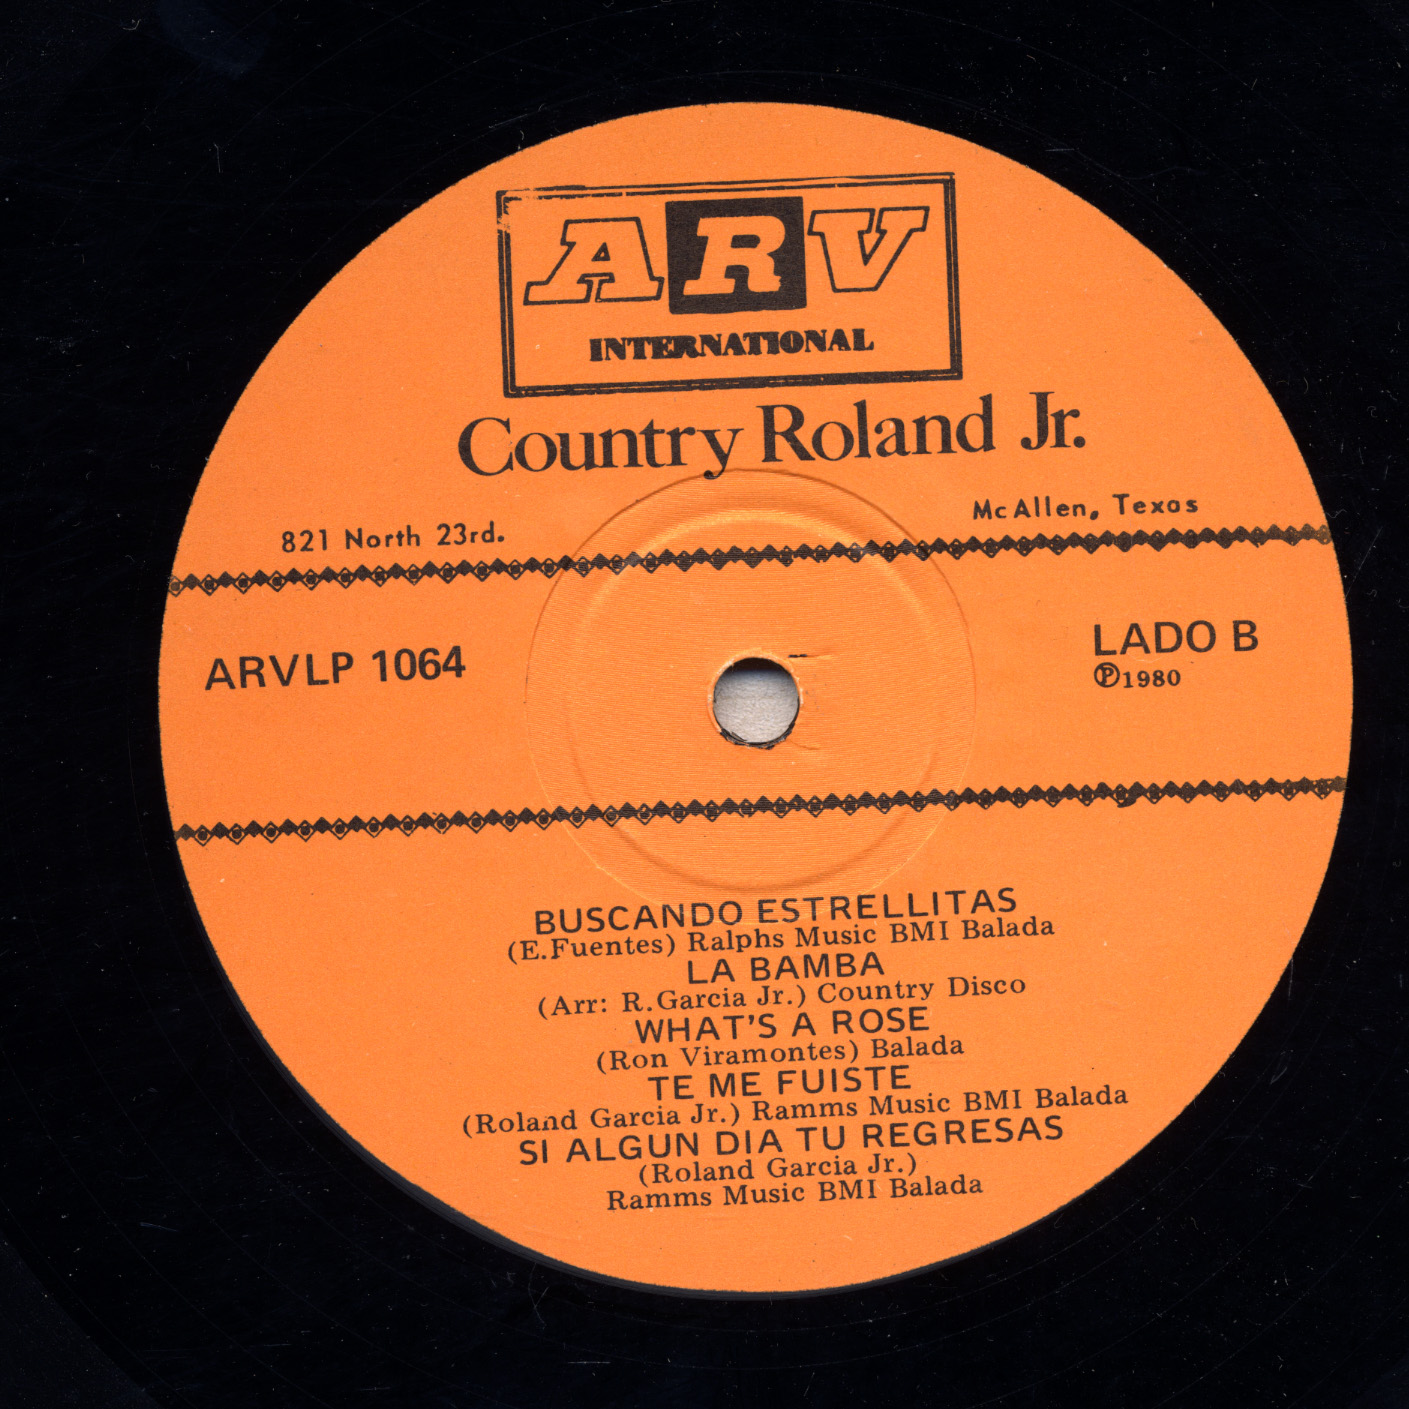 ARV
INTERNATIONAL
Country Roland Jr.
821 North 23rd.
McAllen, Texas
ARVLP 1064
LADO B
Ⓟ1980
BUSCANDO ESTRELLITAS
(E.Fuentes) Ralphs Music BMI Balada
LA BAMBA
(Arr: R.Garcia Jr.) Country Disco
WHAT'S A ROSE
(Ron Viramontes) Balada
TE ME FUISTE
(Roland Garcia Jr.) Ramms Music BMI Balada
SI ALGUN DIA TU REGRESAS
(Roland Garcia Jr.)
Ramms Music BMI Balada